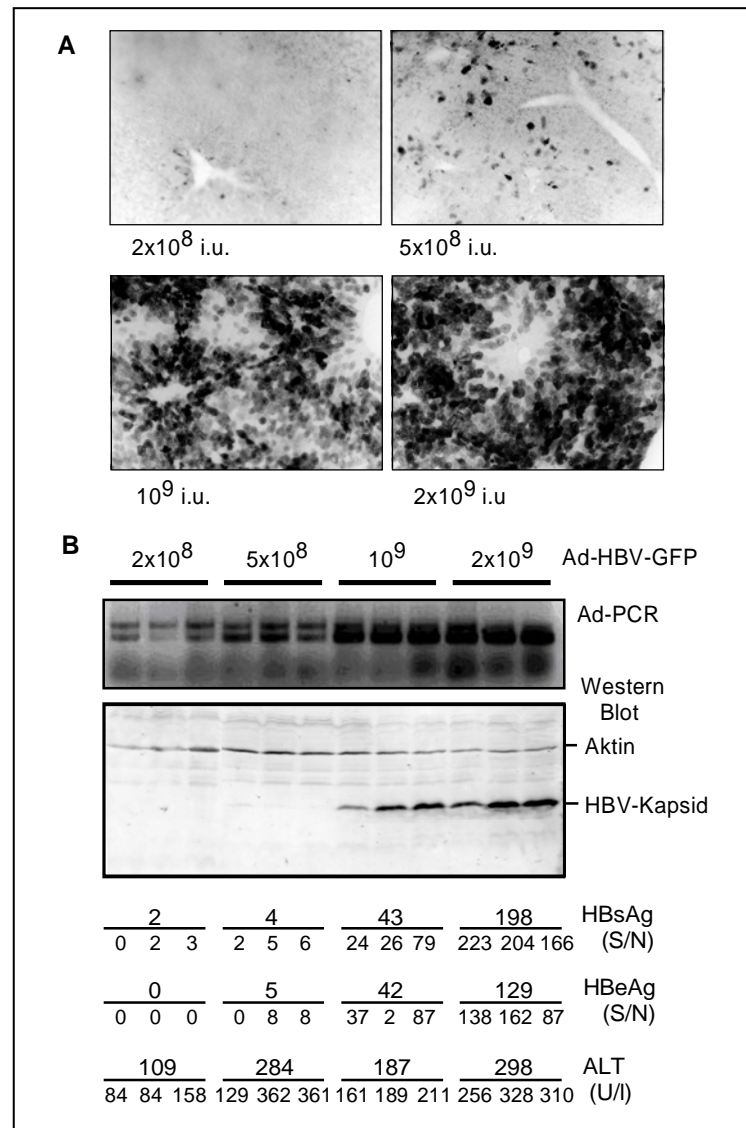 A
2x10⁸ i.u.
5x10⁸ i.u.
10⁹ i.u.
2x10⁹ i.u
B
2x10⁸ 5x10⁸ 10⁹ 2x10⁹ Ad-HBV-GFP
Ad-PCR
Western
Blot
Aktin
HBV-Kapsid
2 4 43 198 HBsAg
0 2 3 2 5 6 24 26 79 223 204 166 (S/N)
0 5 42 129 HBeAg
0 0 0 0 8 8 37 2 87 138 162 87 (S/N)
109 284 187 298 ALT
84 84 158 129 362 361 161 189 211 256 328 310 (U/l)